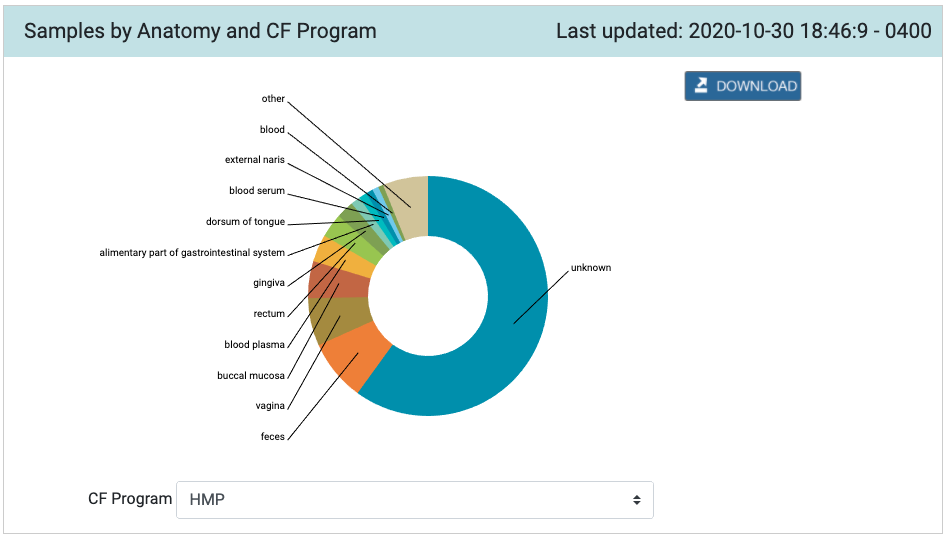 Samples by Anatomy and CF Program
Last updated: 2020-10-30 18:46:9 - 0400
DOWNLOAD
other
blood
external naris
blood serum
dorsum of tongue
alimentary part of gastrointestinal system
gingiva
rectum
blood plasma
buccal mucosa
vagina
feces
unknown
CF Program
HMP